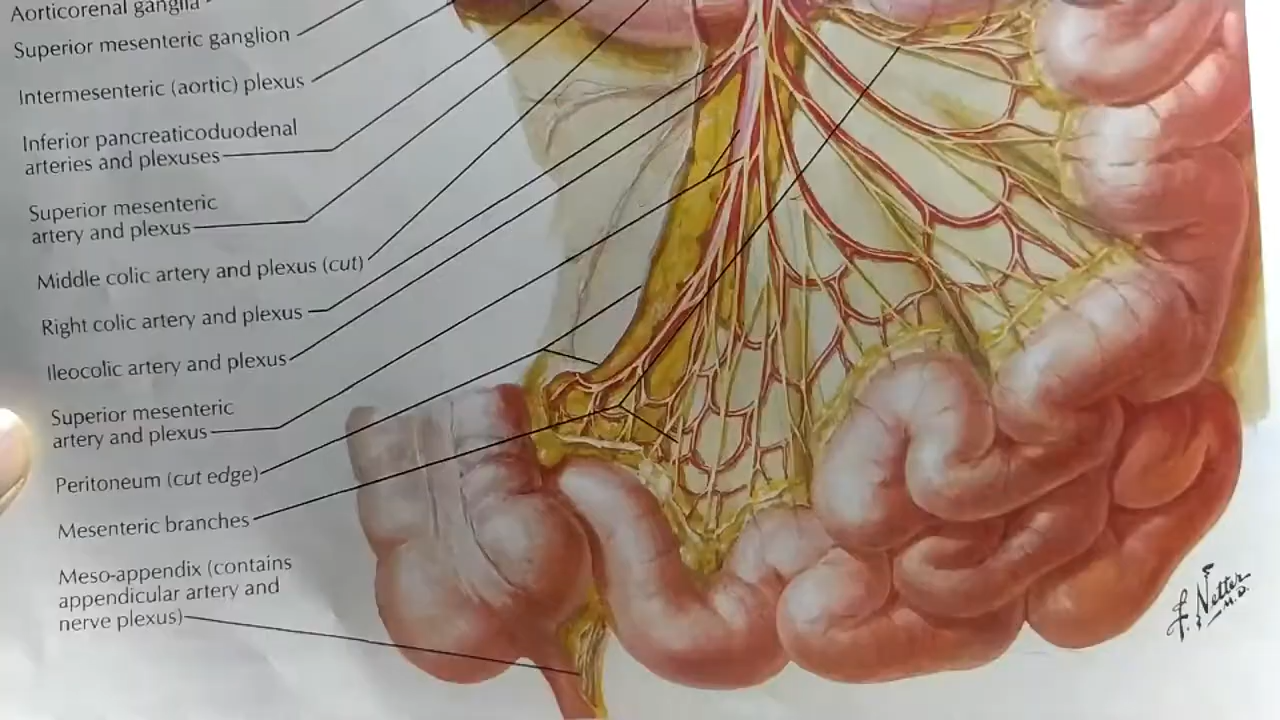 Aorticorenal ganglia
Superior mesenteric ganglion
Intermesenteric (aortic) plexus
Inferior pancreaticoduodenal
arteries and plexuses
Superior mesenteric
artery and plexus
Middle colic artery and plexus (cut)
Right colic artery and plexus
Ileocolic artery and plexus
Superior mesenteric
artery and plexus
Peritoneum (cut edge)
Mesenteric branches
Meso-appendix (contains
appendicular artery and
nerve plexus)
F. Netter
M.D.